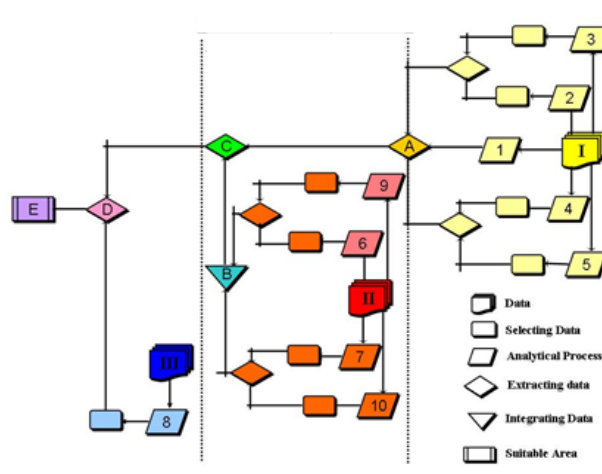 3
2
C
A
1
I
9
E
D
4
6
B
5
II
Data
Selecting Data
III
7
Analytical Process
Extracting data
8
10
Integrating Data
Suitable Area